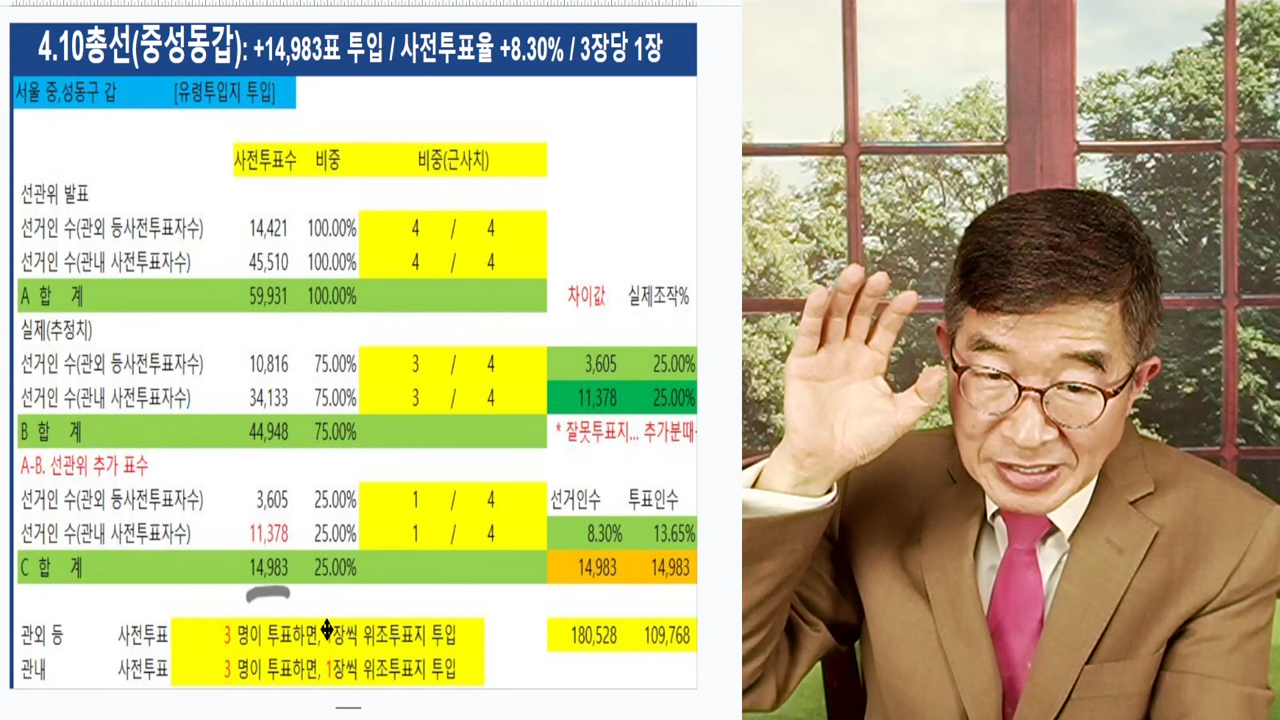 4.10총선(중성동갑): +14,983표 투입 / 사전투표율 +8.30% / 3장당 1장
서울 중,성동구 갑 [유령투입지 투입]
사전투표수 비중 비중(근사치)
선관위 발표
선거인 수(관외 등사전투표자수) 14,421 100.00% 4 / 4
선거인 수(관내 사전투표자수) 45,510 100.00% 4 / 4
A 합 계 59,931 100.00% 차이값 실제조작%
실제(추정치)
선거인 수(관외 등사전투표자수) 10,816 75.00% 3 / 4 3,605 25.00%
선거인 수(관내 사전투표자수) 34,133 75.00% 3 / 4 11,378 25.00%
B 합 계 44,948 75.00% * 잘못투표지... 추가분때
A-B. 선관위 추가 표수
선거인 수(관외 등사전투표자수) 3,605 25.00% 1 / 4 선거인수 투표인수
선거인 수(관내 사전투표자수) 11,378 25.00% 1 / 4 8.30% 13.65%
C 합 계 14,983 25.00% 14,983 14,983
관외 등 사전투표 3 명이 투표하면, 장씩 위조투표지 투입 180,528 109,768
관내 사전투표 3 명이 투표하면, 1장씩 위조투표지 투입